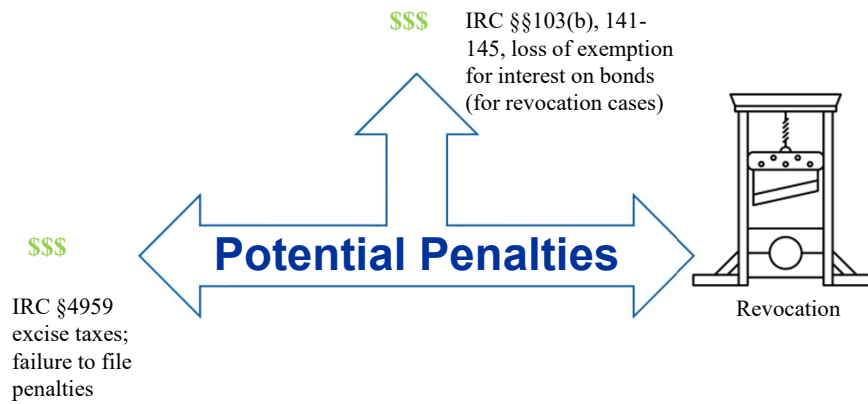 $$$
IRC §§103(b), 141-
145, loss of exemption
for interest on bonds
(for revocation cases)
$$$
Potential Penalties
IRC §4959
excise taxes;
failure to file
penalties
Revocation